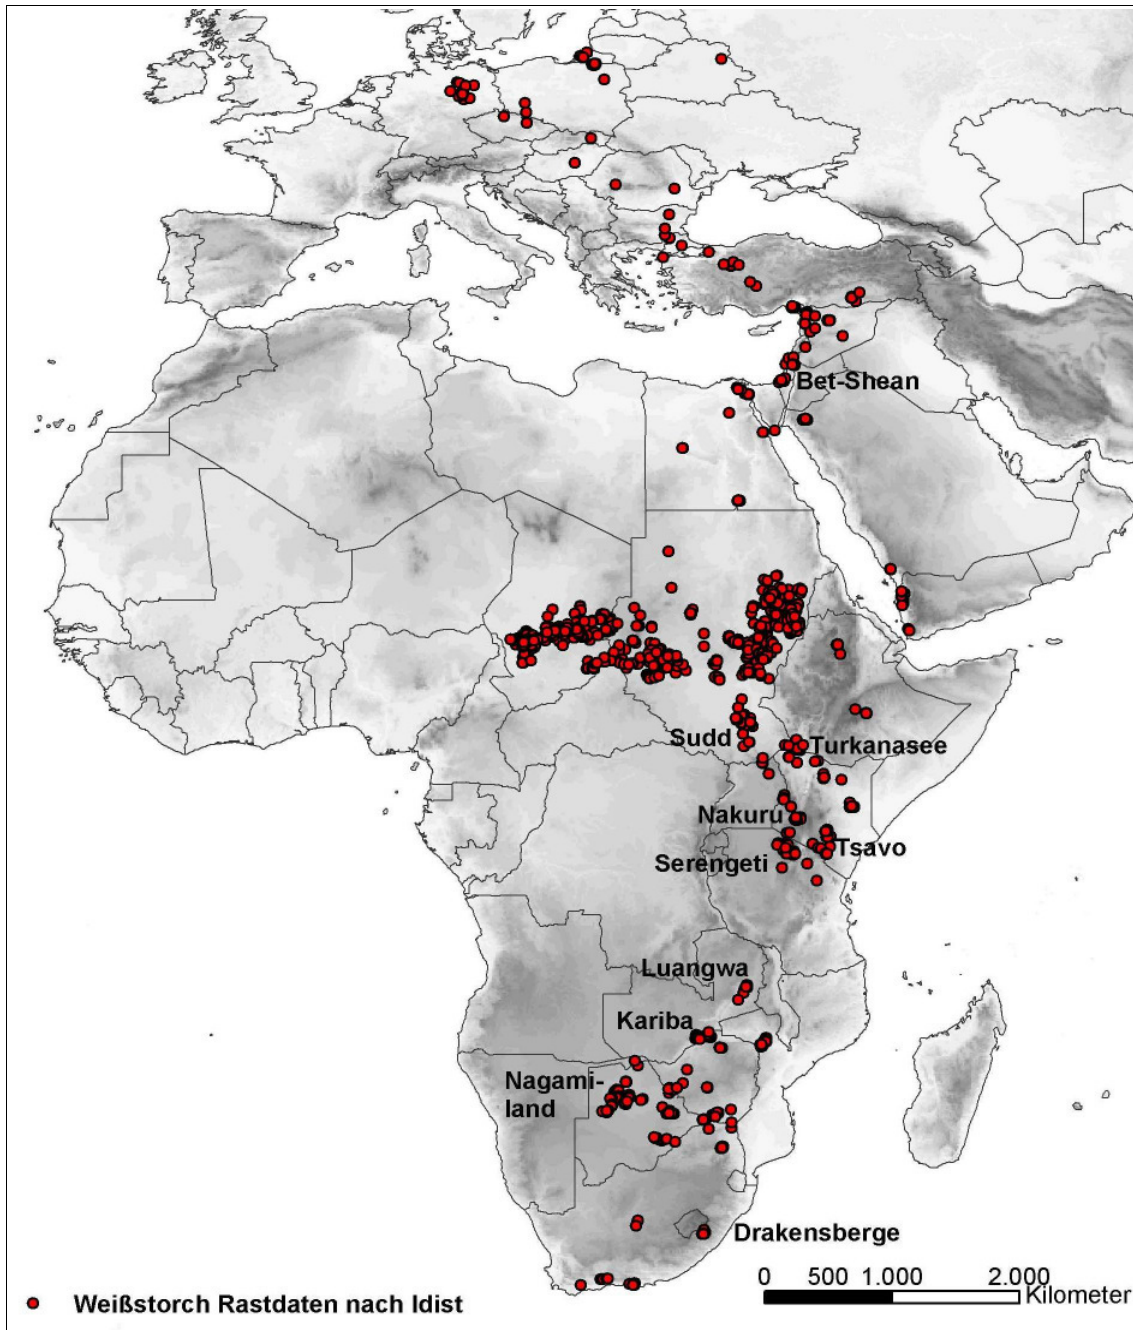 Bet-Shean
Sudd
Turkanasee
Nakuru
Tsavo
Serengeti
Luangwa
Kariba
Nagami-
land
Drakensberge
0 500 1.000 2.000
Kilometer
Weißstorch Rastdaten nach Idist